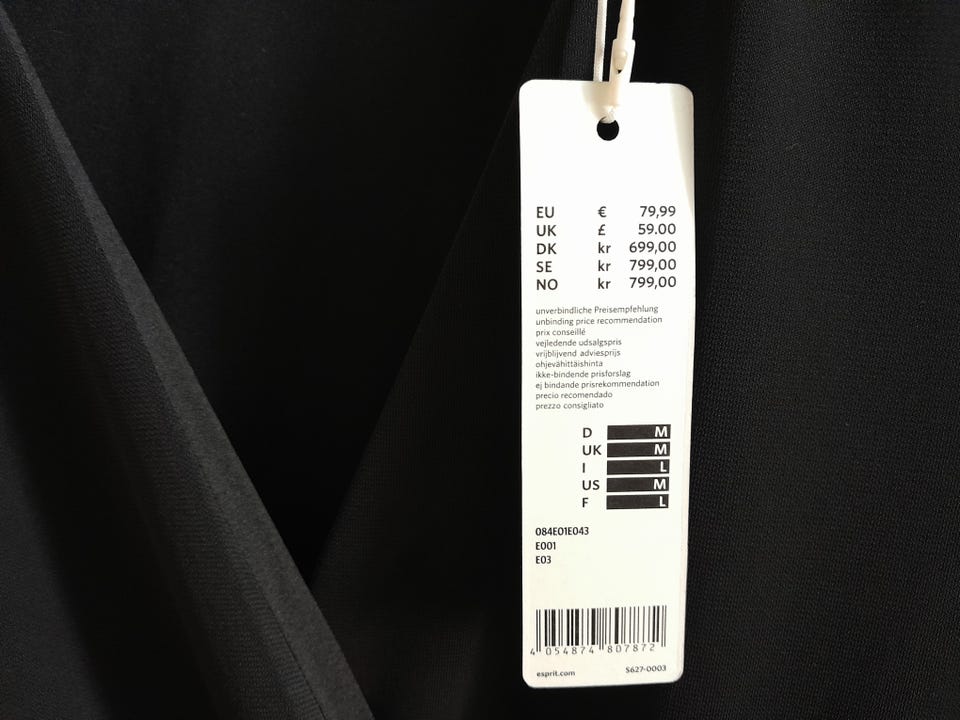 EU € 79,99
UK £ 59.00
DK kr 699,00
SE kr 799,00
NO kr 799,00
unverbindliche Preisempfehlung
unbinding price recommendation
prix conseillé
vejledende udsalgspris
vrijblijvend adviesprijs
ohjevähittäishinta
ikke-bindende prisforslag
ej bindande prisrekommendation
precio recomendado
prezzo consigliato
D M
UK M
I L
US M
F L
084E01E043
E001
E03
4 054874 807872
esprit.com S627-0003